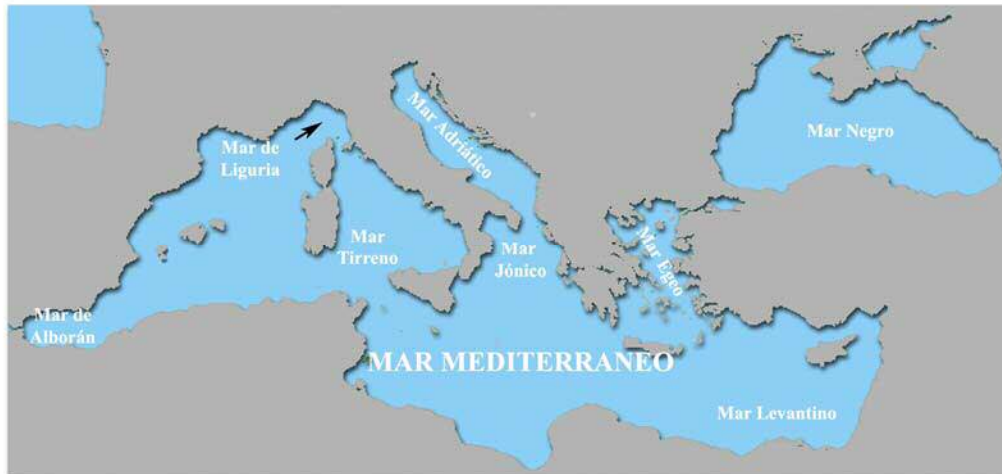 Mar Adriático
Mar Negro
Mar de
Liguria
Mar
Tirreno
Mar
Jónico
Mar Egeo
Mar de
Alborán
MAR MEDITERRANEO
Mar Levantino